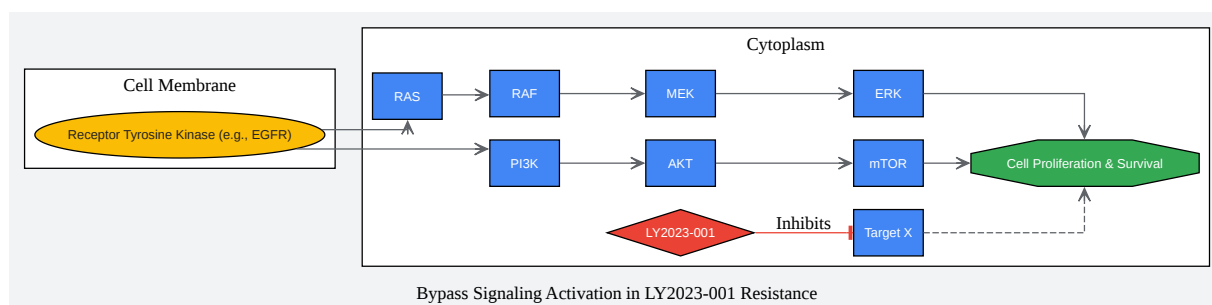 Cytoplasm
Cell Membrane
Receptor Tyrosine Kinase (e.g., EGFR)
RAS
RAF
MEK
ERK
PI3K
AKT
mTOR
Cell Proliferation & Survival
LY2023-001
Inhibits
Target X
Bypass Signaling Activation in LY2023-001 Resistance